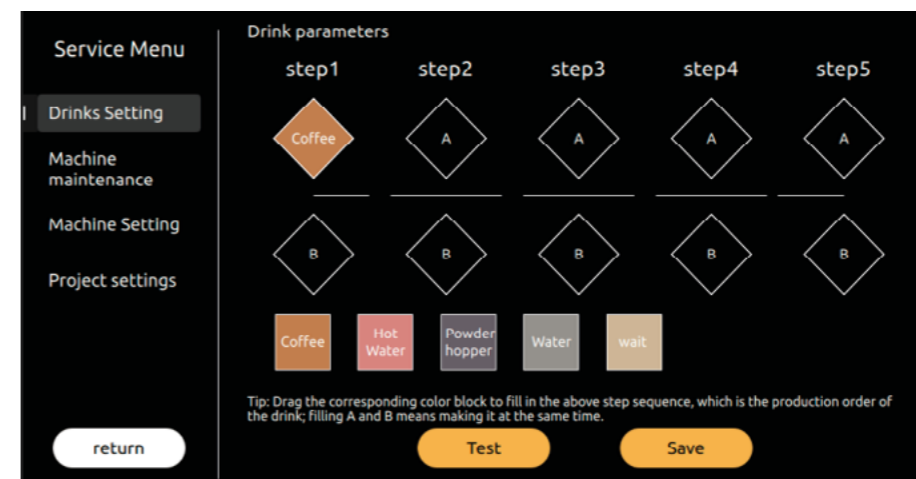 Service Menu
Drinks Setting
Machine
maintenance
Machine Setting
Project settings
return
Drink parameters
step1 step2 step3 step4 step5
Coffee A A A A
B B B B B
Coffee Hot Water Powder hopper Water wait
Tip: Drag the corresponding color block to fill in the above step sequence, which is the production order of
the drink; filling A and B means making it at the same time.
Test Save